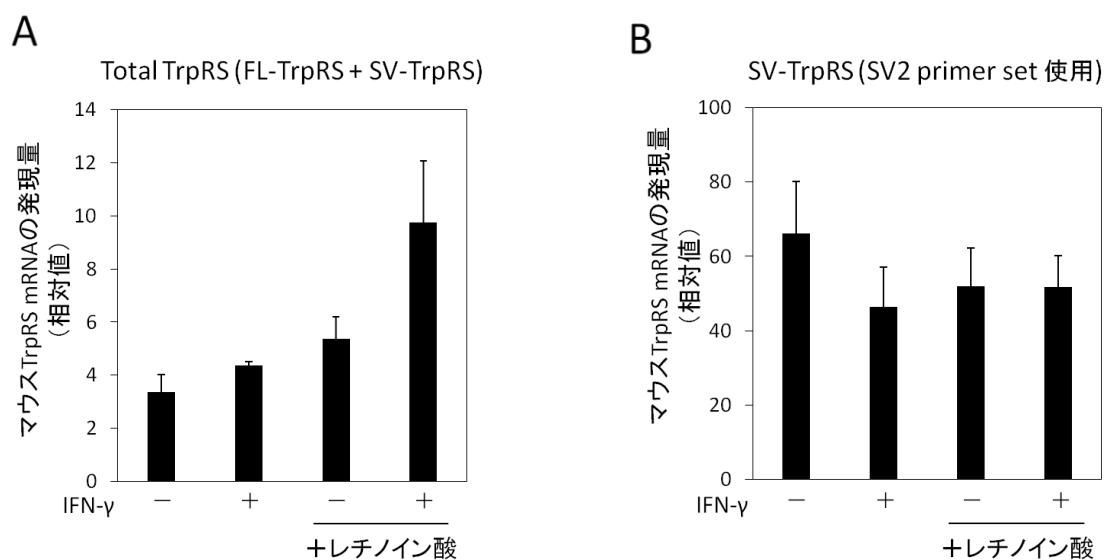 A
Total TrpRS (FL-TrpRS + SV-TrpRS)
マウスTrpRS mRNAの発現量
（相対値）
14
12
10
8
6
4
2
0
IFN-γ － ＋ － ＋
＋レチノイン酸
B
SV-TrpRS (SV2 primer set 使用)
マウスTrpRS mRNAの発現量
（相対値）
100
80
60
40
20
0
IFN-γ － ＋ － ＋
＋レチノイン酸